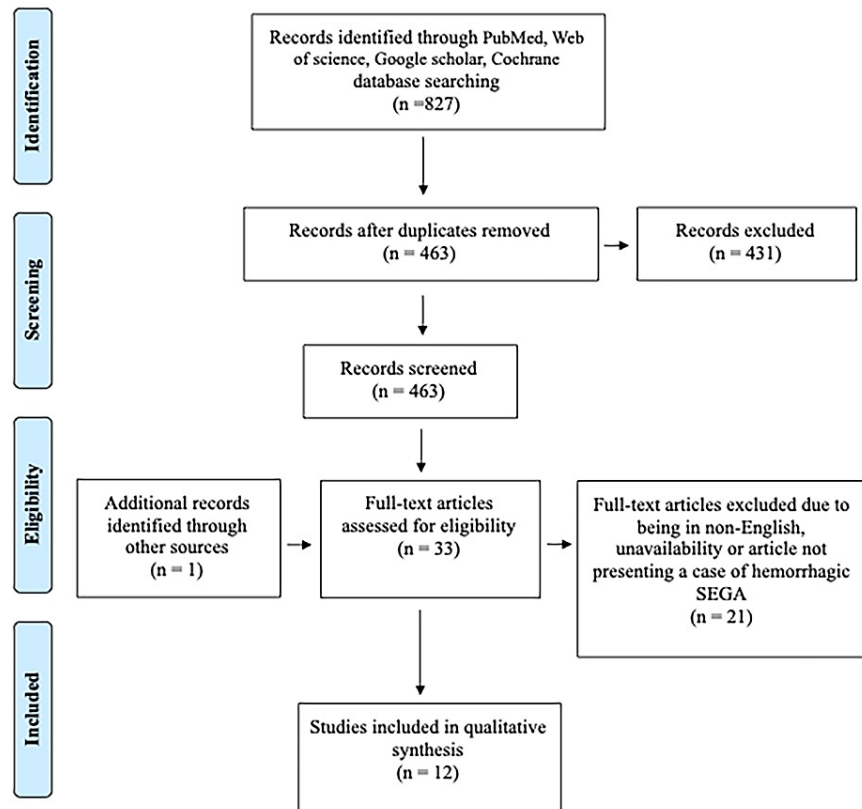 Identification
Records identified through PubMed, Web
of science, Google scholar, Cochrane
database searching
(n =827)
Screening
Records after duplicates removed
(n = 463)
Records excluded
(n = 431)
Records screened
(n = 463)
Eligibility
Additional records
identified through
other sources
(n = 1)
Full-text articles
assessed for eligibility
(n = 33)
Full-text articles excluded due to
being in non-English,
unavailability or article not
presenting a case of hemorrhagic
SEGA
(n = 21)
Included
Studies included in qualitative
synthesis
(n = 12)